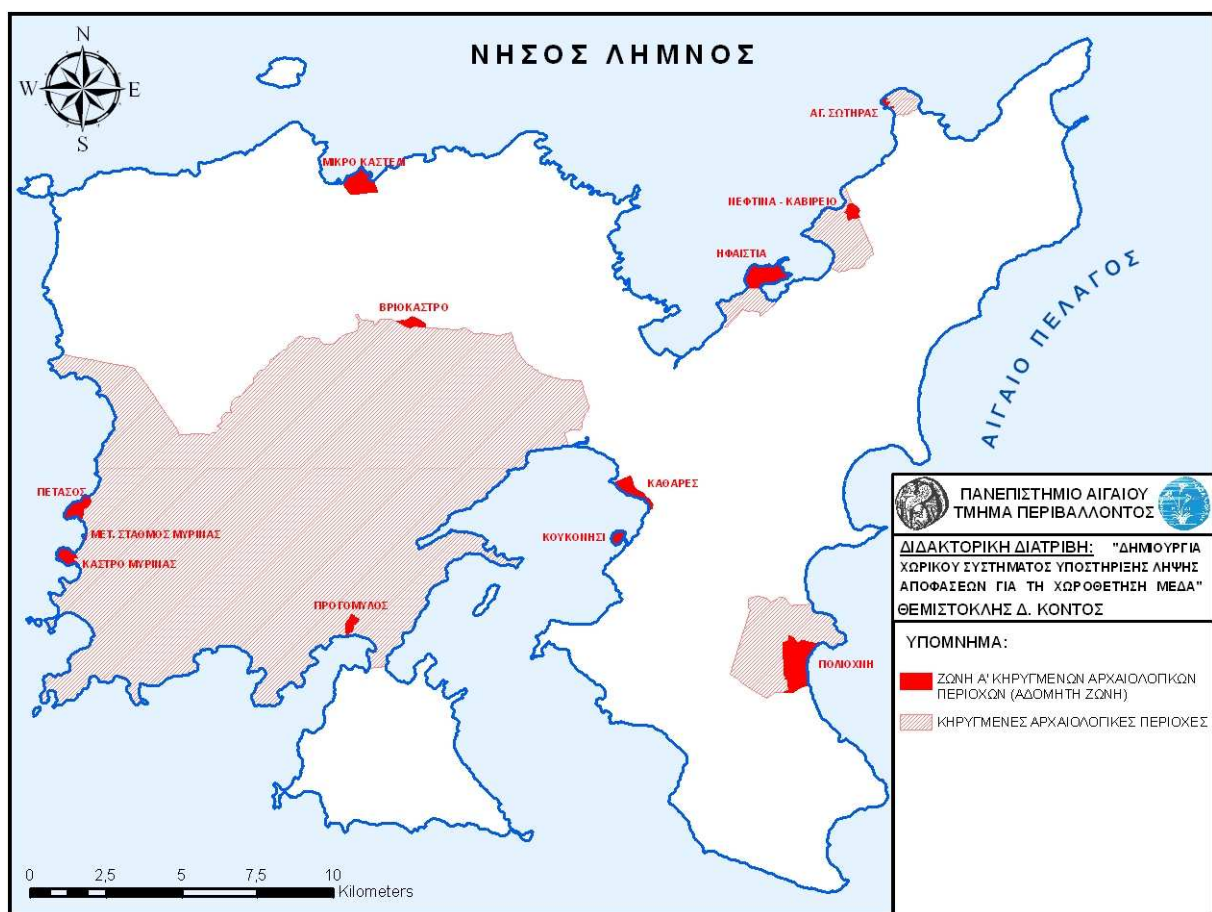 ΝΗΣΟΣ ΛΗΜΝΟΣ
N
W E
S
ΑΓ. ΣΩΤΗΡΑΣ
ΜΙΚΡΟ ΚΑΣΤΕΛΙ
ΝΕΦΤΙΝΑ - ΚΑΒΙΡΕΙΟ
ΗΦΑΙΣΤΙΑ
ΒΡΙΟΚΑΣΤΡΟ
ΑΙΓΑΙΟ ΠΕΛΑΓΟΣ
ΠΕΤΑΣΟΣ
ΚΑΘΑΡΕΣ
ΜΕΤ. ΣΤΑΘΜΟΣ ΜΥΡΙΝΑΣ
ΚΟΥΚΟΝΗΣΙ
ΚΑΣΤΡΟ ΜΥΡΙΝΑΣ
ΠΡΟΓΟΜΥΛΟΣ
ΠΟΛΙΟΧΝΗ
ΠΑΝΕΠΙΣΤΗΜΙΟ ΑΙΓΑΙΟΥ
ΤΜΗΜΑ ΠΕΡΙΒΑΛΛΟΝΤΟΣ
ΔΙΔΑΚΤΟΡΙΚΗ ΔΙΑΤΡΙΒΗ: "ΔΗΜΙΟΥΡΓΙΑ
ΧΩΡΙΚΟΥ ΣΥΣΤΗΜΑΤΟΣ ΥΠΟΣΤΗΡΙΞΗΣ ΛΗΨΗΣ
ΑΠΟΦΑΣΕΩΝ ΓΙΑ ΤΗ ΧΩΡΟΘΕΤΗΣΗ ΜΕΔΑ"
ΘΕΜΙΣΤΟΚΛΗΣ Δ. ΚΟΝΤΟΣ
ΥΠΟΜΝΗΜΑ:
ΖΩΝΗ Α' ΚΗΡΥΓΜΕΝΩΝ ΑΡΧΑΙΟΛΟΓΙΚΩΝ
ΠΕΡΙΟΧΩΝ (ΑΔΟΜΗΤΗ ΖΩΝΗ)
ΚΗΡΥΓΜΕΝΕΣ ΑΡΧΑΙΟΛΟΓΙΚΕΣ ΠΕΡΙΟΧΕΣ
0 2,5 5 7,5 10
Kilometers